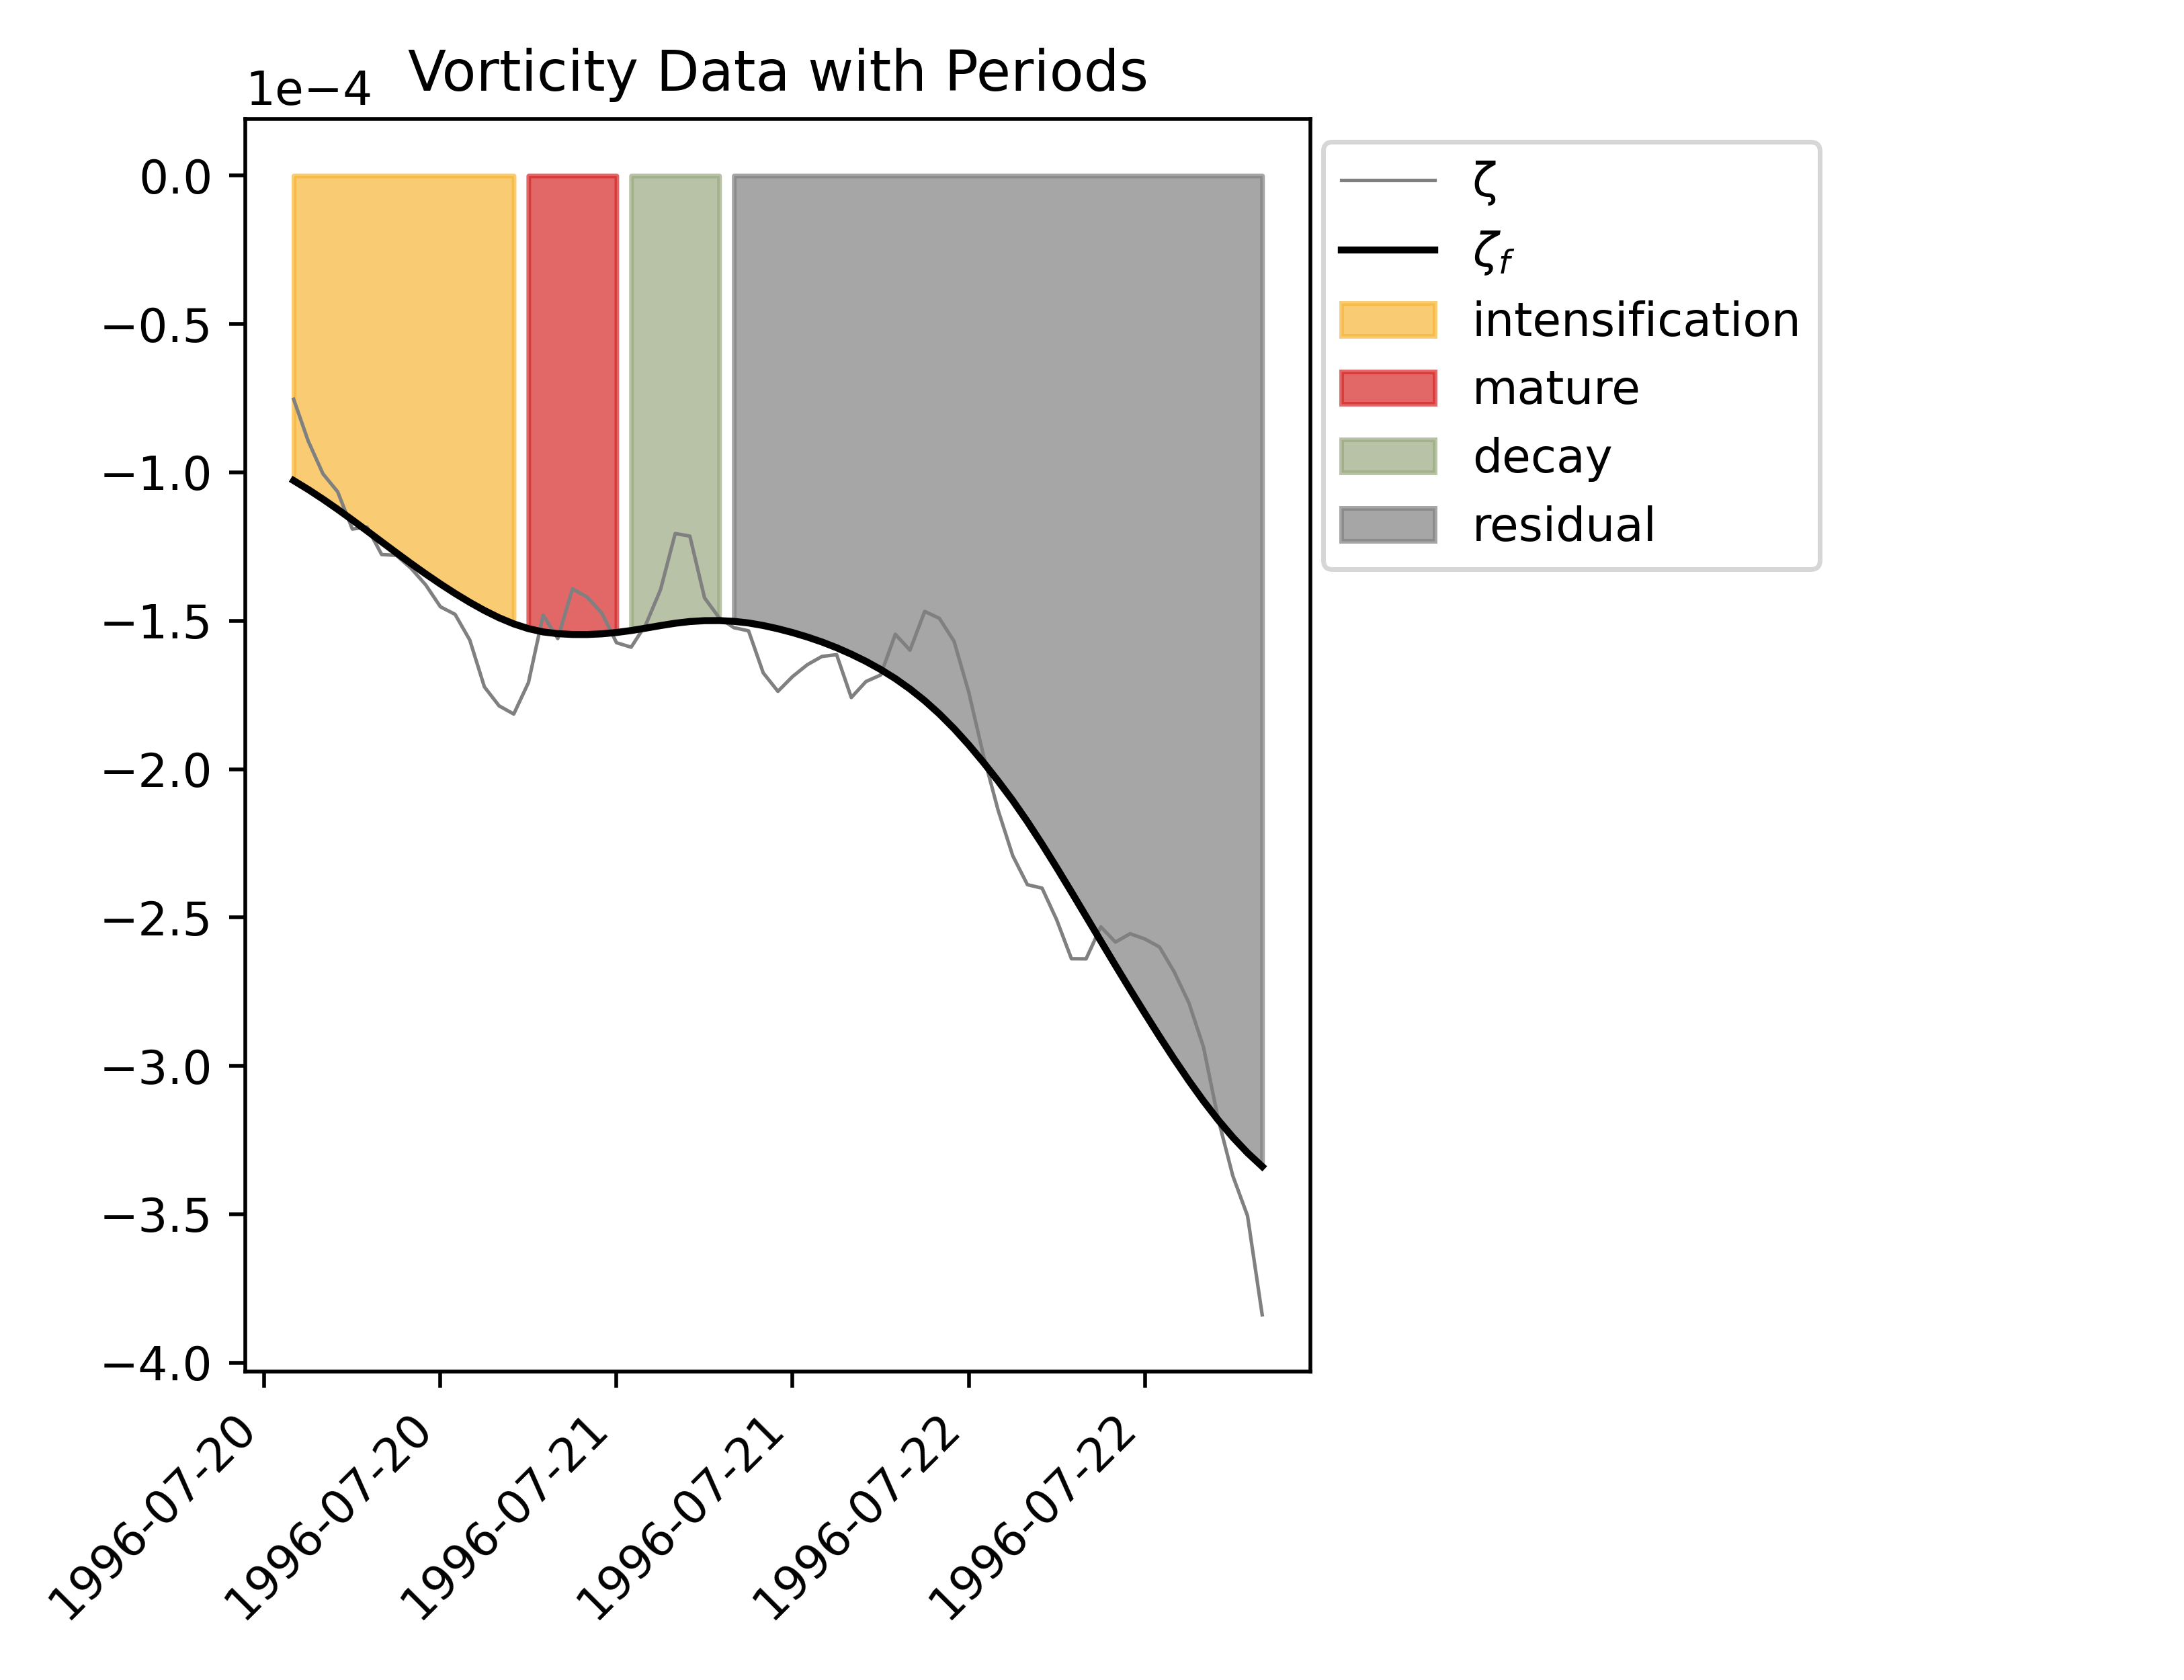 Vorticity Data with Periods
1e−4
0.0
−0.5
−1.0
−1.5
−2.0
−2.5
−3.0
−3.5
−4.0
1996-07-20
1996-07-20
1996-07-21
1996-07-21
1996-07-22
1996-07-22
ζ
ζf
intensification
mature
decay
residual